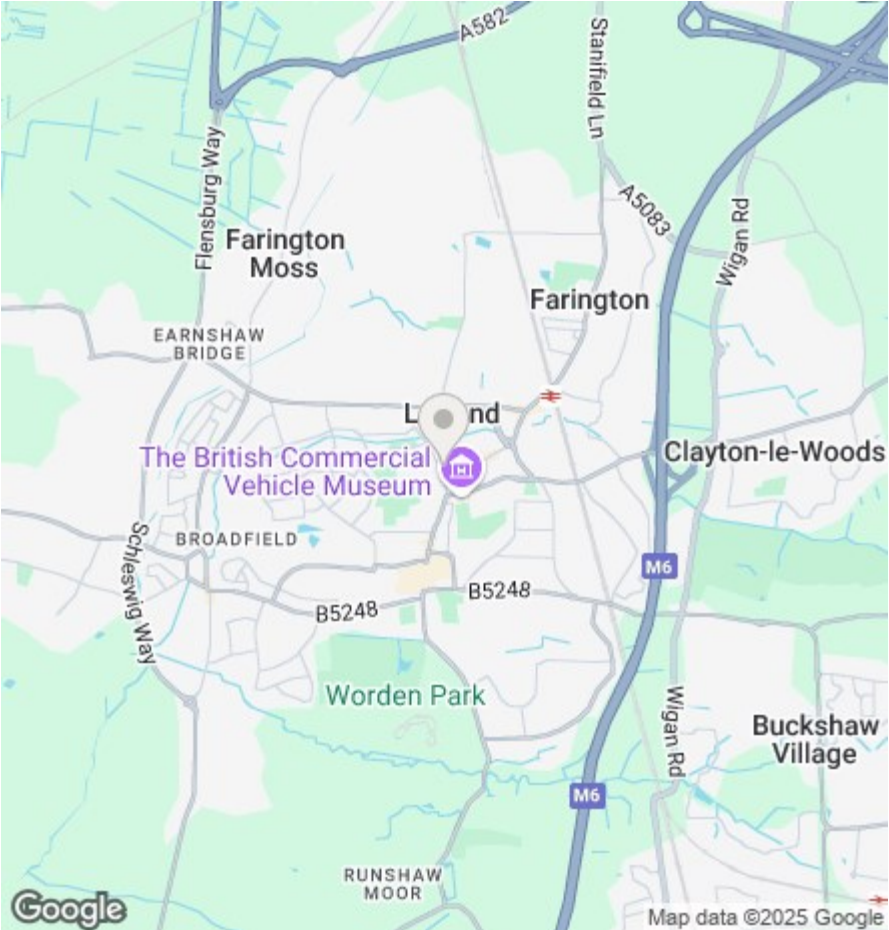 A582
Stanifield Ln
Flensburg Way
A5083
Wigan Rd
Farington
Moss
Farington
EARNSHAW
BRIDGE
L nd
The British Commercial
Vehicle Museum
Clayton-le-Woods
BROADFIELD
Schleswig Way
M6
B5248
B5248
Worden Park
Wigan Rd
Buckshaw
Village
M6
RUNSHAW
MOOR
Google
Map data ©2025 Google